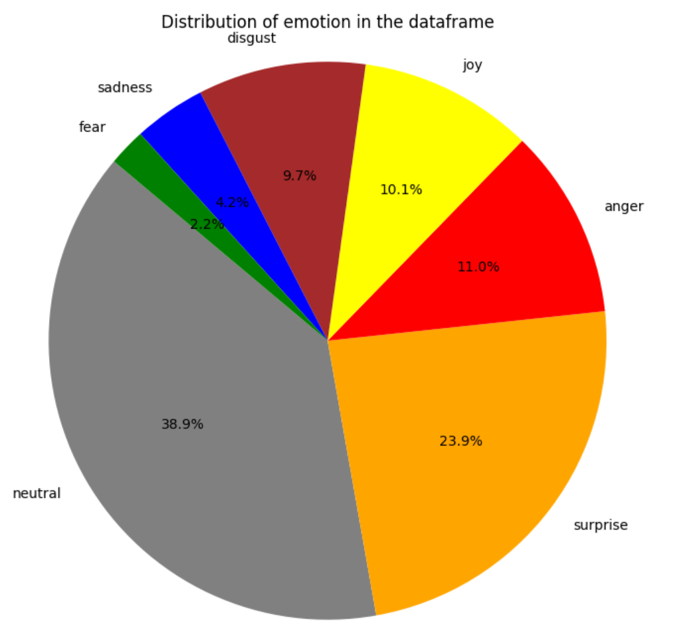 Distribution of emotion in the dataframe
disgust
joy
sadness
fear
anger
9.7%
10.1%
4.2%
2.2%
11.0%
38.9%
23.9%
neutral
surprise